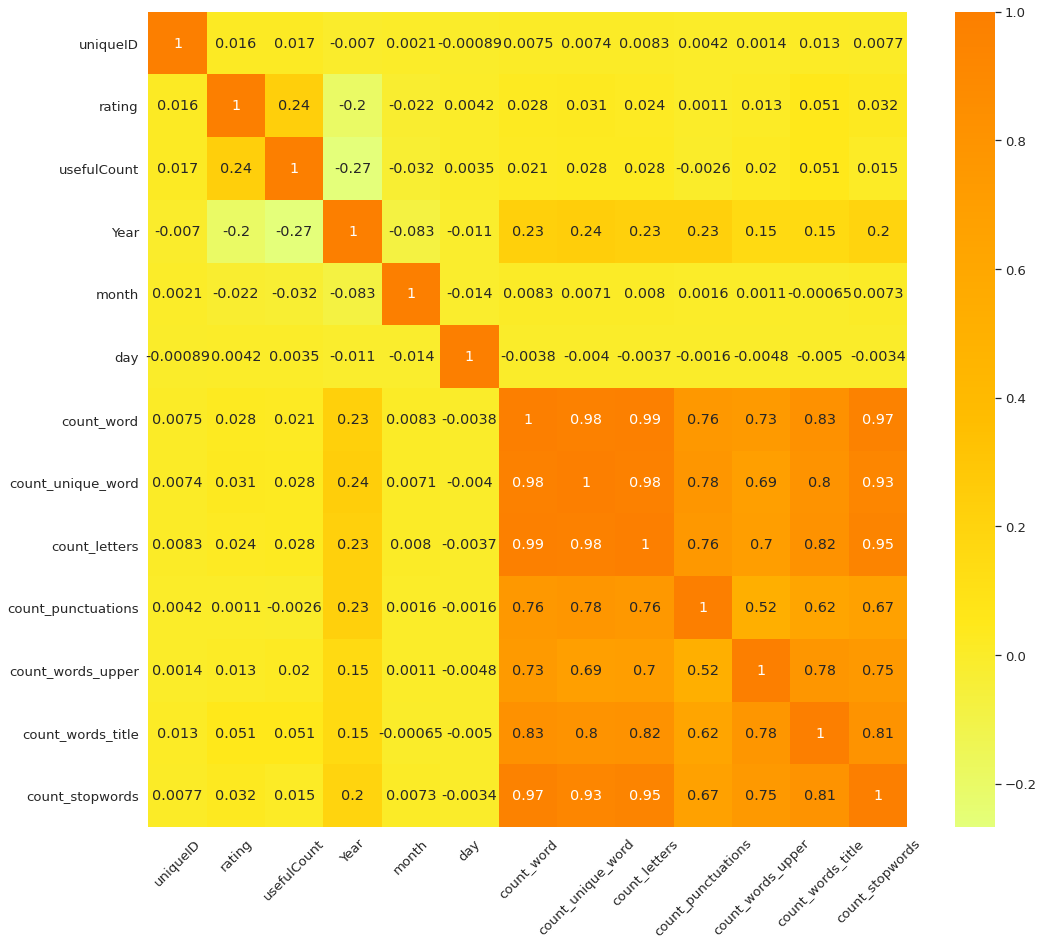 uniqueID 1 0.016 0.017 -0.007 0.0021 -0.00089 0.0075 0.0074 0.0083 0.0042 0.0014 0.013 0.0077
rating 0.016 1 0.24 -0.2 -0.022 0.0042 0.028 0.031 0.024 0.0011 0.013 0.051 0.032
usefulCount 0.017 0.24 1 -0.27 -0.032 0.0035 0.021 0.028 0.028 -0.0026 0.02 0.051 0.015
Year -0.007 -0.2 -0.27 1 -0.083 -0.011 0.23 0.24 0.23 0.23 0.15 0.15 0.2
month 0.0021 -0.022 -0.032 -0.083 1 -0.014 0.0083 0.0071 0.008 0.0016 0.0011 -0.00065 0.0073
day -0.00089 0.0042 0.0035 -0.011 -0.014 1 -0.0038 -0.004 -0.0037 -0.0016 -0.0048 -0.005 -0.0034
count_word 0.0075 0.028 0.021 0.23 0.0083 -0.0038 1 0.98 0.99 0.76 0.73 0.83 0.97
count_unique_word 0.0074 0.031 0.028 0.24 0.0071 -0.004 0.98 1 0.98 0.78 0.69 0.8 0.93
count_letters 0.0083 0.024 0.028 0.23 0.008 -0.0037 0.99 0.98 1 0.76 0.7 0.82 0.95
count_punctuations 0.0042 0.0011 -0.0026 0.23 0.0016 -0.0016 0.76 0.78 0.76 1 0.52 0.62 0.67
count_words_upper 0.0014 0.013 0.02 0.15 0.0011 -0.0048 0.73 0.69 0.7 0.52 1 0.78 0.75
count_words_title 0.013 0.051 0.051 0.15 -0.00065 -0.005 0.83 0.8 0.82 0.62 0.78 1 0.81
count_stopwords 0.0077 0.032 0.015 0.2 0.0073 -0.0034 0.97 0.93 0.95 0.67 0.75 0.81 1
uniqueID rating usefulCount Year month day count_word count_unique_word count_letters count_punctuations count_words_upper count_words_title count_stopwords
1.0
0.8
0.6
0.4
0.2
0.0
−0.2